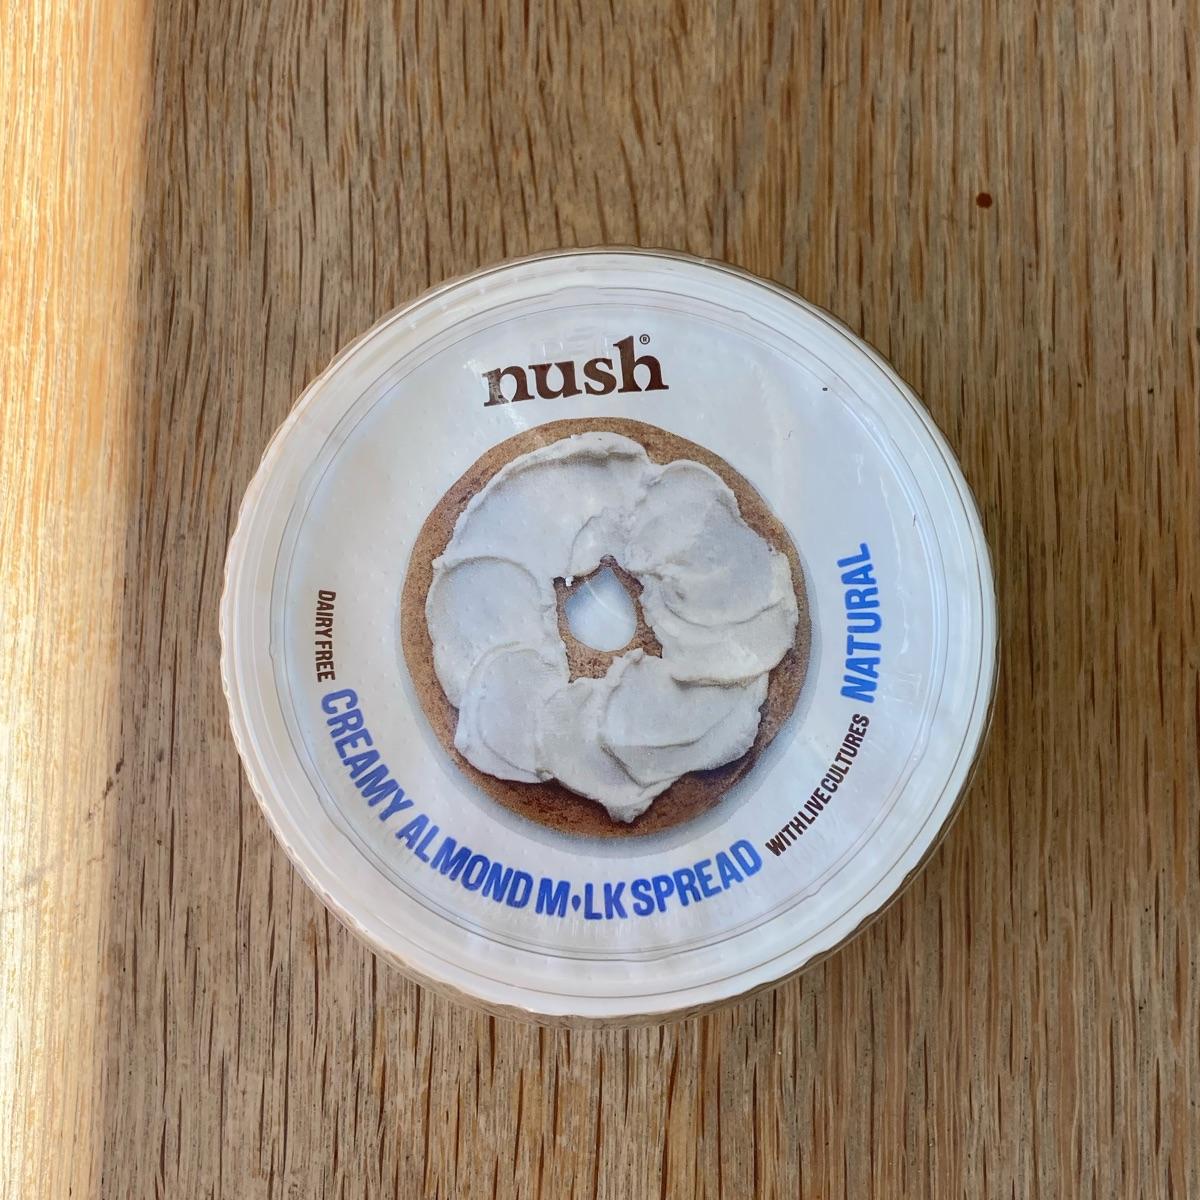 nush®
DAIRY FREE
CREAMY ALMOND M•LK SPREAD
WITH LIVE CULTURES
NATURAL